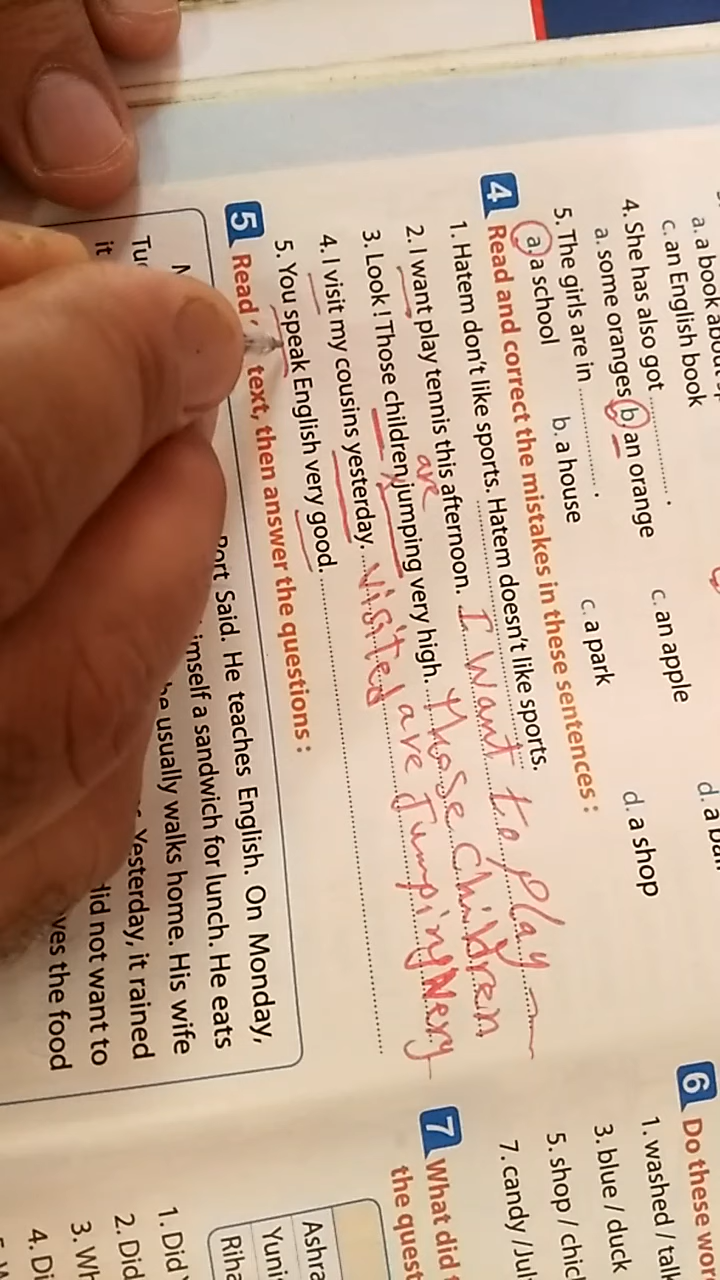 a. a book about
c. an English book
4. She has also got .............. .
a. some oranges b. an orange c. an apple d. a shop
5. The girls are in .............. .
a. a school b. a house c. a park
4 Read and correct the mistakes in these sentences :
1. Hatem don't like sports. Hatem doesn't like sports.
2. I want play tennis this afternoon. I want to play
3. Look! Those children are jumping very high. Those children are Jumping very
4. I visit my cousins yesterday. visited
5. You speak English very good.
5 Read text, then answer the questions :
Port Said. He teaches English. On Monday,
imself a sandwich for lunch. He eats
he usually walks home. His wife
Yesterday, it rained
it did not want to
ves the food
6 Do these wor
1. washed / tall
3. blue / duck
5. shop / chic
7. candy / Jul
7 What did
the quest
Ashra
Yuni
Riha
1. Did
2. Did
3. Wh
4. Di